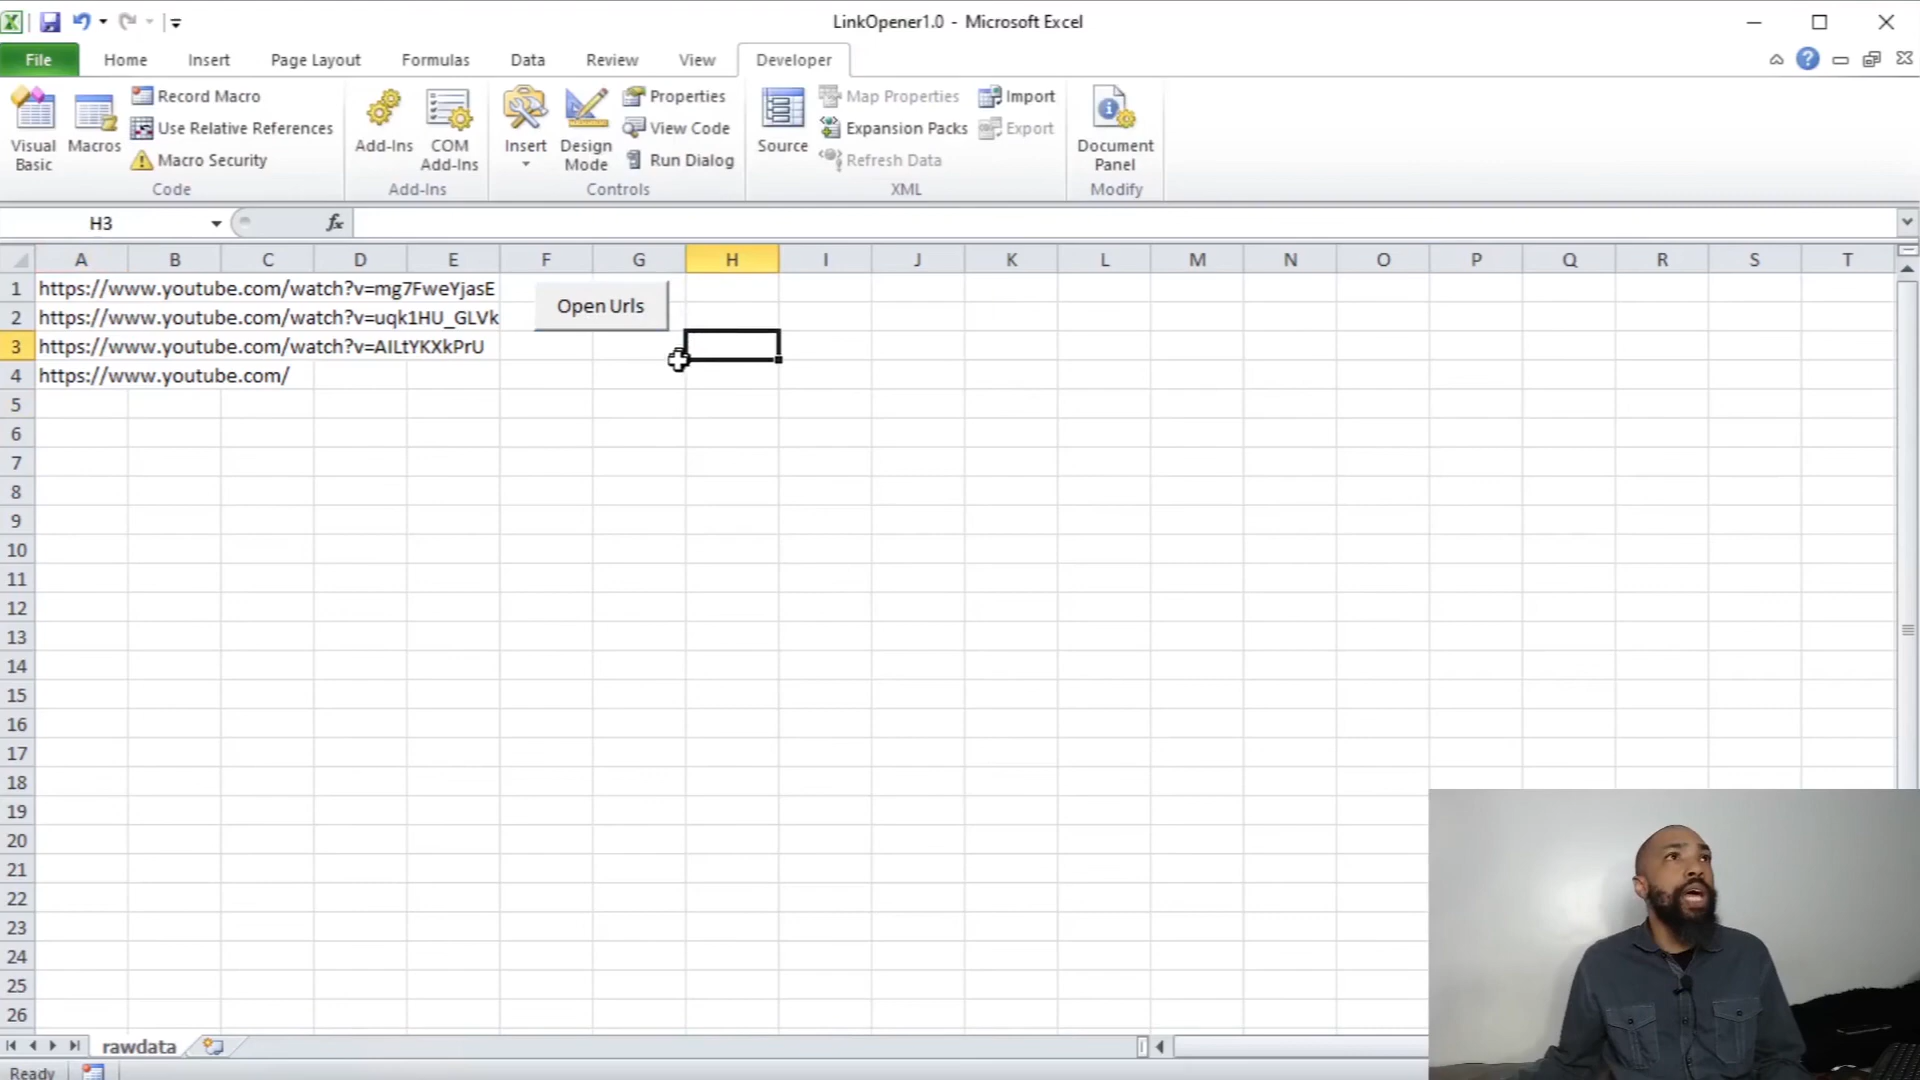 LinkOpener1.0 - Microsoft Excel
File Home Insert Page Layout Formulas Data Review View Developer
Visual Basic
Macros
Record Macro
Use Relative References
Macro Security
Code
Add-Ins
COM Add-Ins
Add-Ins
Insert
Design Mode
Properties
View Code
Run Dialog
Controls
Source
Map Properties
Expansion Packs
Refresh Data
Import
Export
XML
Document Panel
Modify
H3 fx
A B C D E F G H I J K L M N O P Q R S T
1 https://www.youtube.com/watch?v=mg7FweYjasE
Open Urls
2 https://www.youtube.com/watch?v=uqk1HU_GLVk
3 https://www.youtube.com/watch?v=AILtYKXkPrU
4 https://www.youtube.com/
5
6
7
8
9
10
11
12
13
14
15
16
17
18
19
20
21
22
23
24
25
26
rawdata
Ready